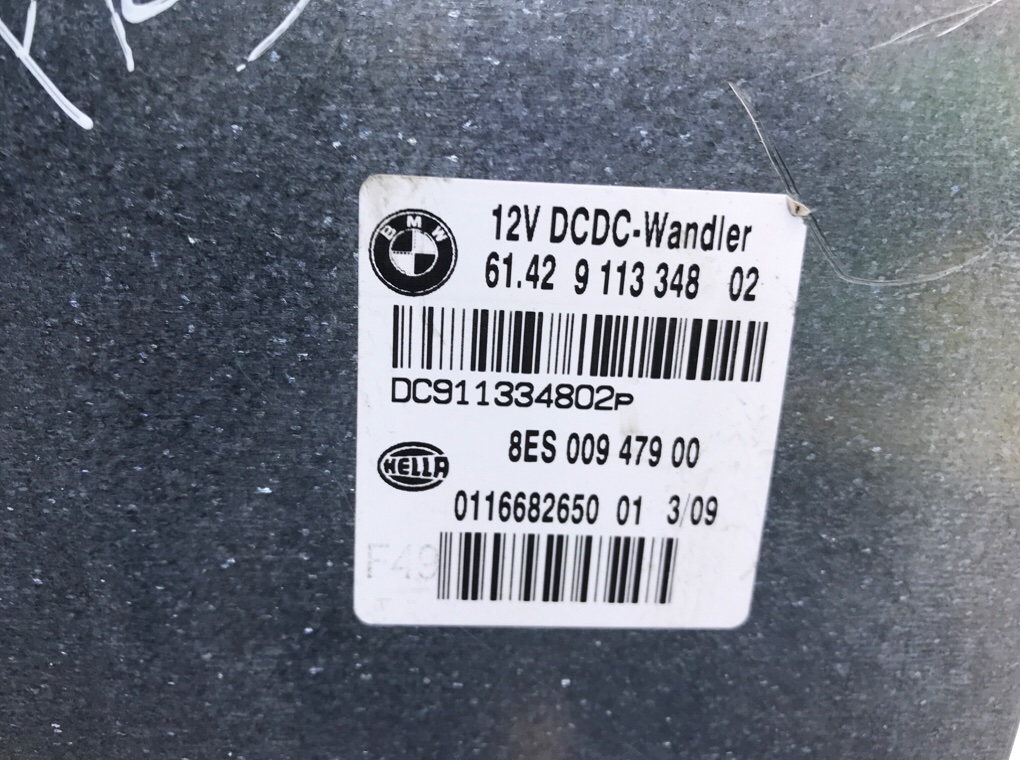 BMW
12V DCDC-Wandler
61.42 9 113 348 02
DC911334802P
8ES 009 479 00
HELLA
0116682650 01 3/09
F49